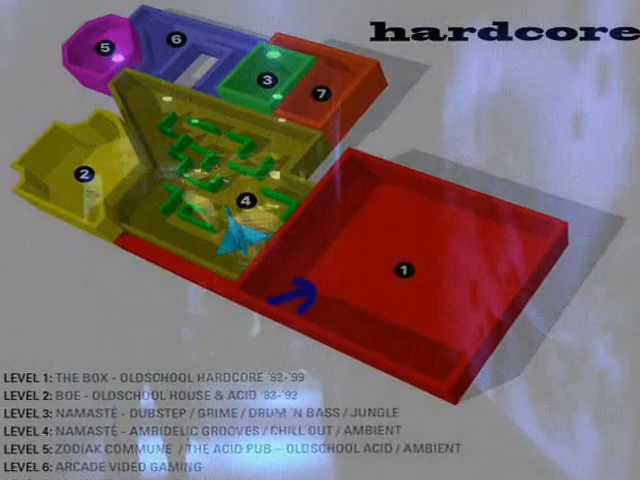 hardcore
5
6
3
7
2
4
1
LEVEL 1: THE BOX - OLDSCHOOL HARDCORE '92-'99
LEVEL 2: BOE - OLDSCHOOL HOUSE & ACID '83-'92
LEVEL 3: NAMASTÉ - DUBSTEP / GRIME / DRUM 'N BASS / JUNGLE
LEVEL 4: NAMASTÉ - AMBIDELIC GROOVES / CHILL OUT / AMBIENT
LEVEL 5: ZODIAK COMMUNE / THE ACID PUB - OLDSCHOOL ACID / AMBIENT
LEVEL 6: ARCADE VIDEO GAMING